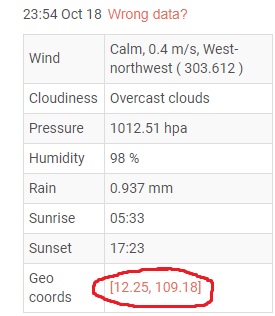 23:54 Oct 18 Wrong data?
Wind
Calm, 0.4 m/s, West-
northwest ( 303.612 )
Cloudiness Overcast clouds
Pressure 1012.51 hpa
Humidity 98 %
Rain 0.937 mm
Sunrise 05:33
Sunset 17:23
Geo
coords
[12.25, 109.18]